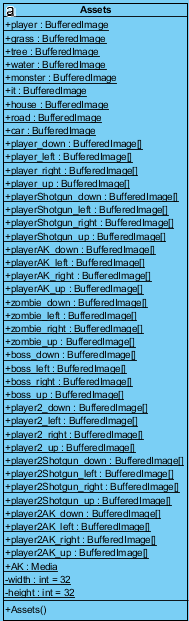 a
Assets
+player : BufferedImage
+grass : BufferedImage
+tree : BufferedImage
+water : BufferedImage
+monster : BufferedImage
+it : BufferedImage
+house : BufferedImage
+road : BufferedImage
+car : BufferedImage
+player_down : BufferedImage[]
+player_left : BufferedImage[]
+player_right : BufferedImage[]
+player_up : BufferedImage[]
+playerShotgun_down : BufferedImage[]
+playerShotgun_left : BufferedImage[]
+playerShotgun_right : BufferedImage[]
+playerShotgun_up : BufferedImage[]
+playerAK_down : BufferedImage[]
+playerAK_left : BufferedImage[]
+playerAK_right : BufferedImage[]
+playerAK_up : BufferedImage[]
+zombie_down : BufferedImage[]
+zombie_left : BufferedImage[]
+zombie_right : BufferedImage[]
+zombie_up : BufferedImage[]
+boss_down : BufferedImage[]
+boss_left : BufferedImage[]
+boss_right : BufferedImage[]
+boss_up : BufferedImage[]
+player2_down : BufferedImage[]
+player2_left : BufferedImage[]
+player2_right : BufferedImage[]
+player2_up : BufferedImage[]
+player2Shotgun_down : BufferedImage[]
+player2Shotgun_left : BufferedImage[]
+player2Shotgun_right : BufferedImage[]
+player2Shotgun_up : BufferedImage[]
+player2AK_down : BufferedImage[]
+player2AK_left : BufferedImage[]
+player2AK_right : BufferedImage[]
+player2AK_up : BufferedImage[]
+AK : Media
-width : int = 32
-height : int = 32
+Assets()